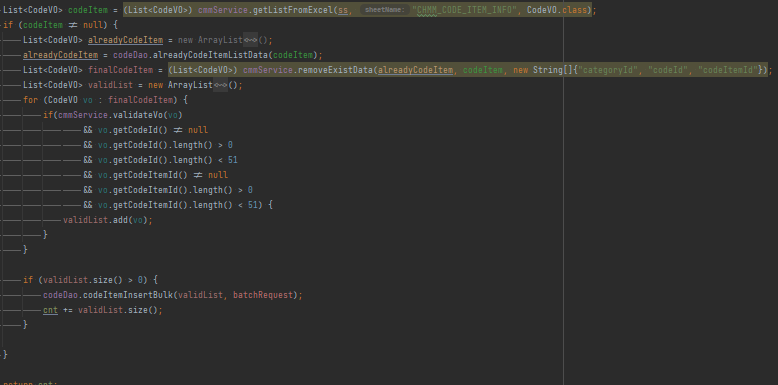 List<CodeVO> codeItem = (List<CodeVO>) cmmService.getListFromExcel(ss, sheetName: "CHMM_CODE_ITEM_INFO", CodeVO.class);
if (codeItem ≠ null) {
List<CodeVO> alreadyCodeItem = new ArrayList<~>();
alreadyCodeItem = codeDao.alreadyCodeItemListData(codeItem);
List<CodeVO> finalCodeItem = (List<CodeVO>) cmmService.removeExistData(alreadyCodeItem, codeItem, new String[]{"categoryId", "codeId", "codeItemId"});
List<CodeVO> validList = new ArrayList<~>();
for (CodeVO vo : finalCodeItem) {
if(cmmService.validateVo(vo)
&& vo.getCodeId() ≠ null
&& vo.getCodeId().length() > 0
&& vo.getCodeId().length() < 51
&& vo.getCodeItemId() ≠ null
&& vo.getCodeItemId().length() > 0
&& vo.getCodeItemId().length() < 51) {
validList.add(vo);
}
}
if (validList.size() > 0) {
codeDao.codeItemInsertBulk(validList, batchRequest);
cnt += validList.size();
}
}